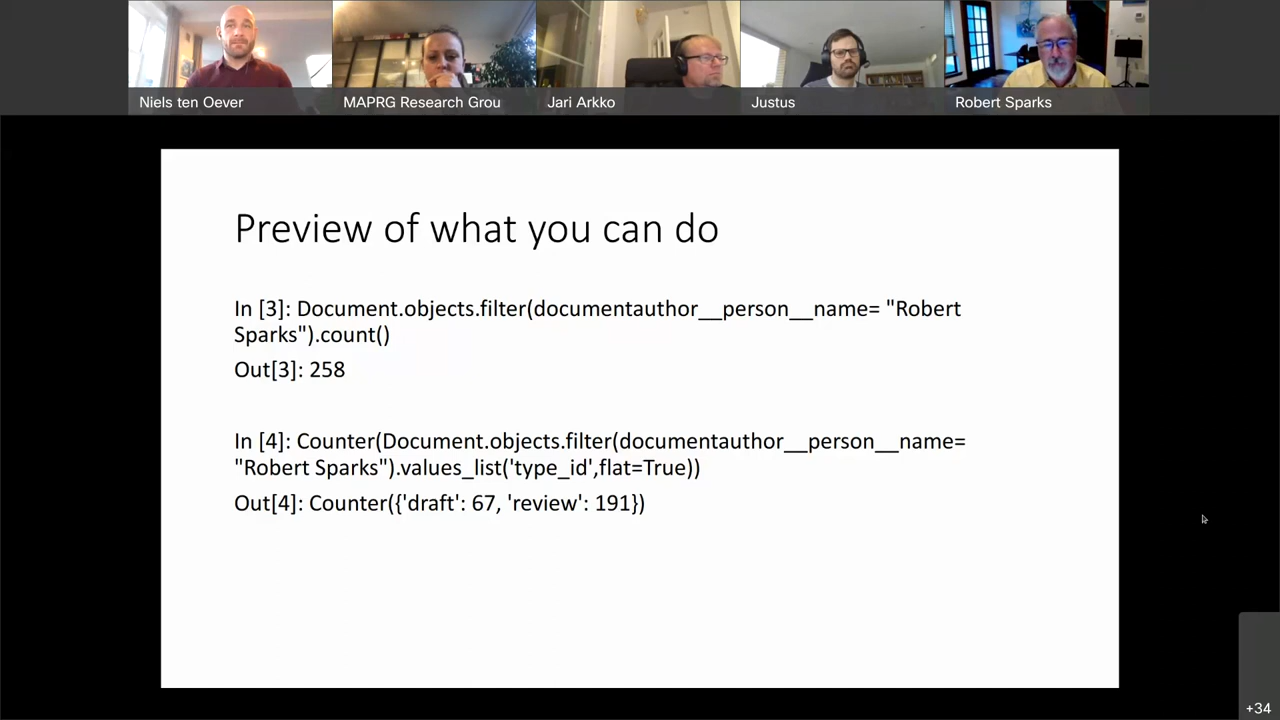 Niels ten Oever
MAPRG Research Grou
Jari Arkko
Justus
Robert Sparks
Preview of what you can do
In [3]: Document.objects.filter(documentauthor__person__name= "Robert
Sparks").count()
Out[3]: 258
In [4]: Counter(Document.objects.filter(documentauthor__person__name=
"Robert Sparks").values_list('type_id',flat=True))
Out[4]: Counter({'draft': 67, 'review': 191})
+34